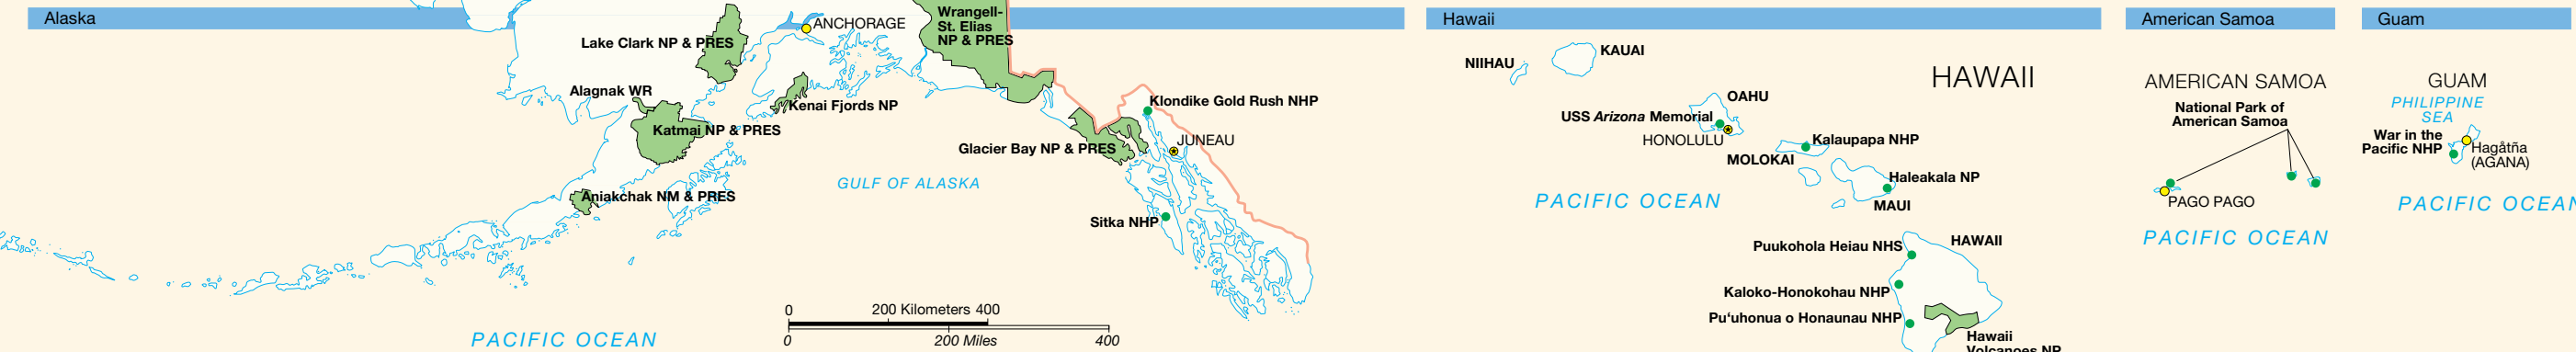 Alaska
Hawaii
American Samoa
Guam
ANCHORAGE
Wrangell-
St. Elias
NP & PRES
Lake Clark NP & PRES
Alagnak WR
Kenai Fjords NP
Katmai NP & PRES
Klondike Gold Rush NHP
Glacier Bay NP & PRES
JUNEAU
GULF OF ALASKA
Aniakchak NM & PRES
Sitka NHP
0
200 Kilometers 400
0
200 Miles
400
PACIFIC OCEAN
NIIHAU
KAUAI
HAWAII
OAHU
USS Arizona Memorial
HONOLULU
Kalaupapa NHP
MOLOKAI
Haleakala NP
MAUI
PACIFIC OCEAN
Puukohola Heiau NHS
HAWAII
Kaloko-Honokohau NHP
Pu‘uhonua o Honaunau NHP
Hawaii
Volcanoes NP
AMERICAN SAMOA
National Park of
American Samoa
PAGO PAGO
PACIFIC OCEAN
GUAM
PHILIPPINE
SEA
War in the
Pacific NHP
Hagåtña
(AGANA)
PACIFIC OCEAN